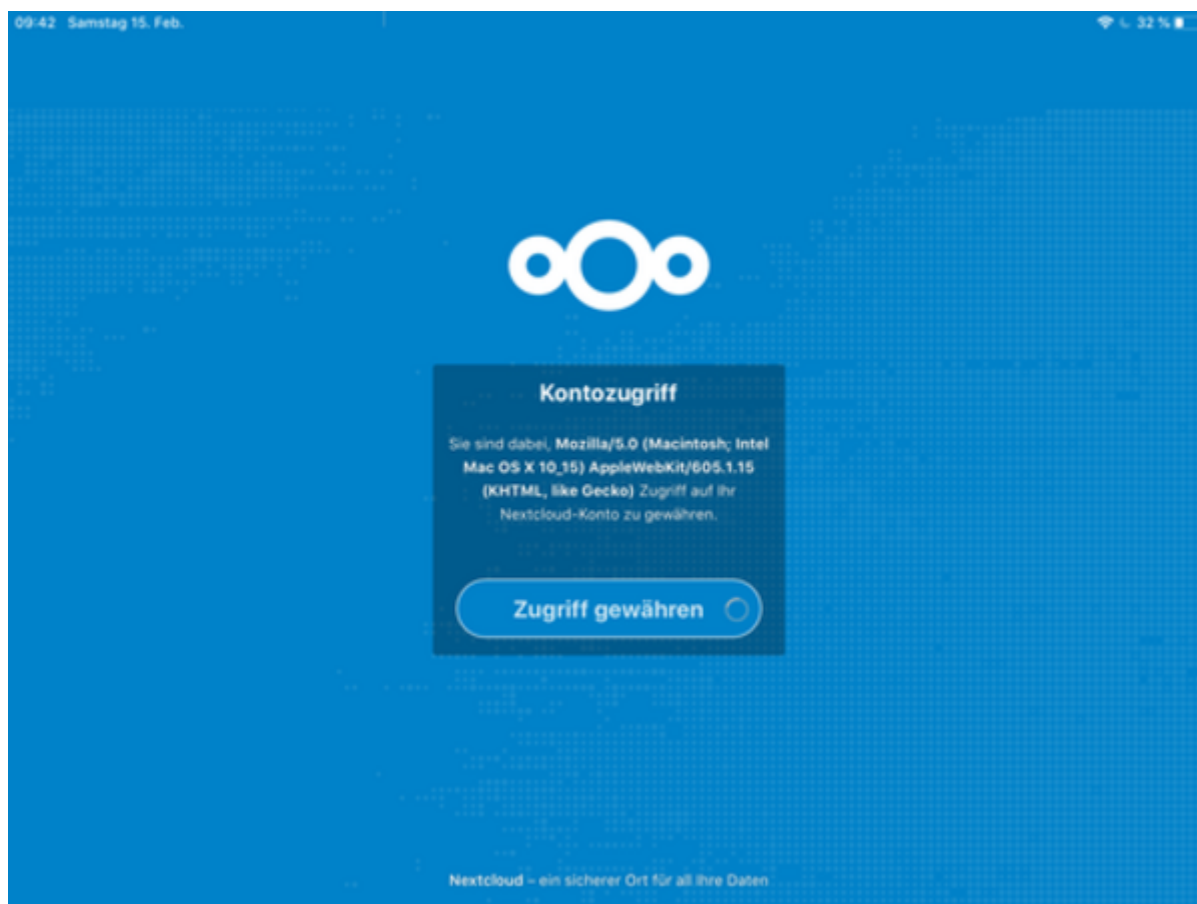 09:42 Samstag 15. Feb.
32 %
Kontozugriff
Sie sind dabei, Mozilla/5.0 (Macintosh; Intel
Mac OS X 10_15) AppleWebKit/605.1.15
(KHTML, like Gecko) Zugriff auf Ihr
Nextcloud-Konto zu gewähren.
Zugriff gewähren
Nextcloud – ein sicherer Ort für all Ihre Daten